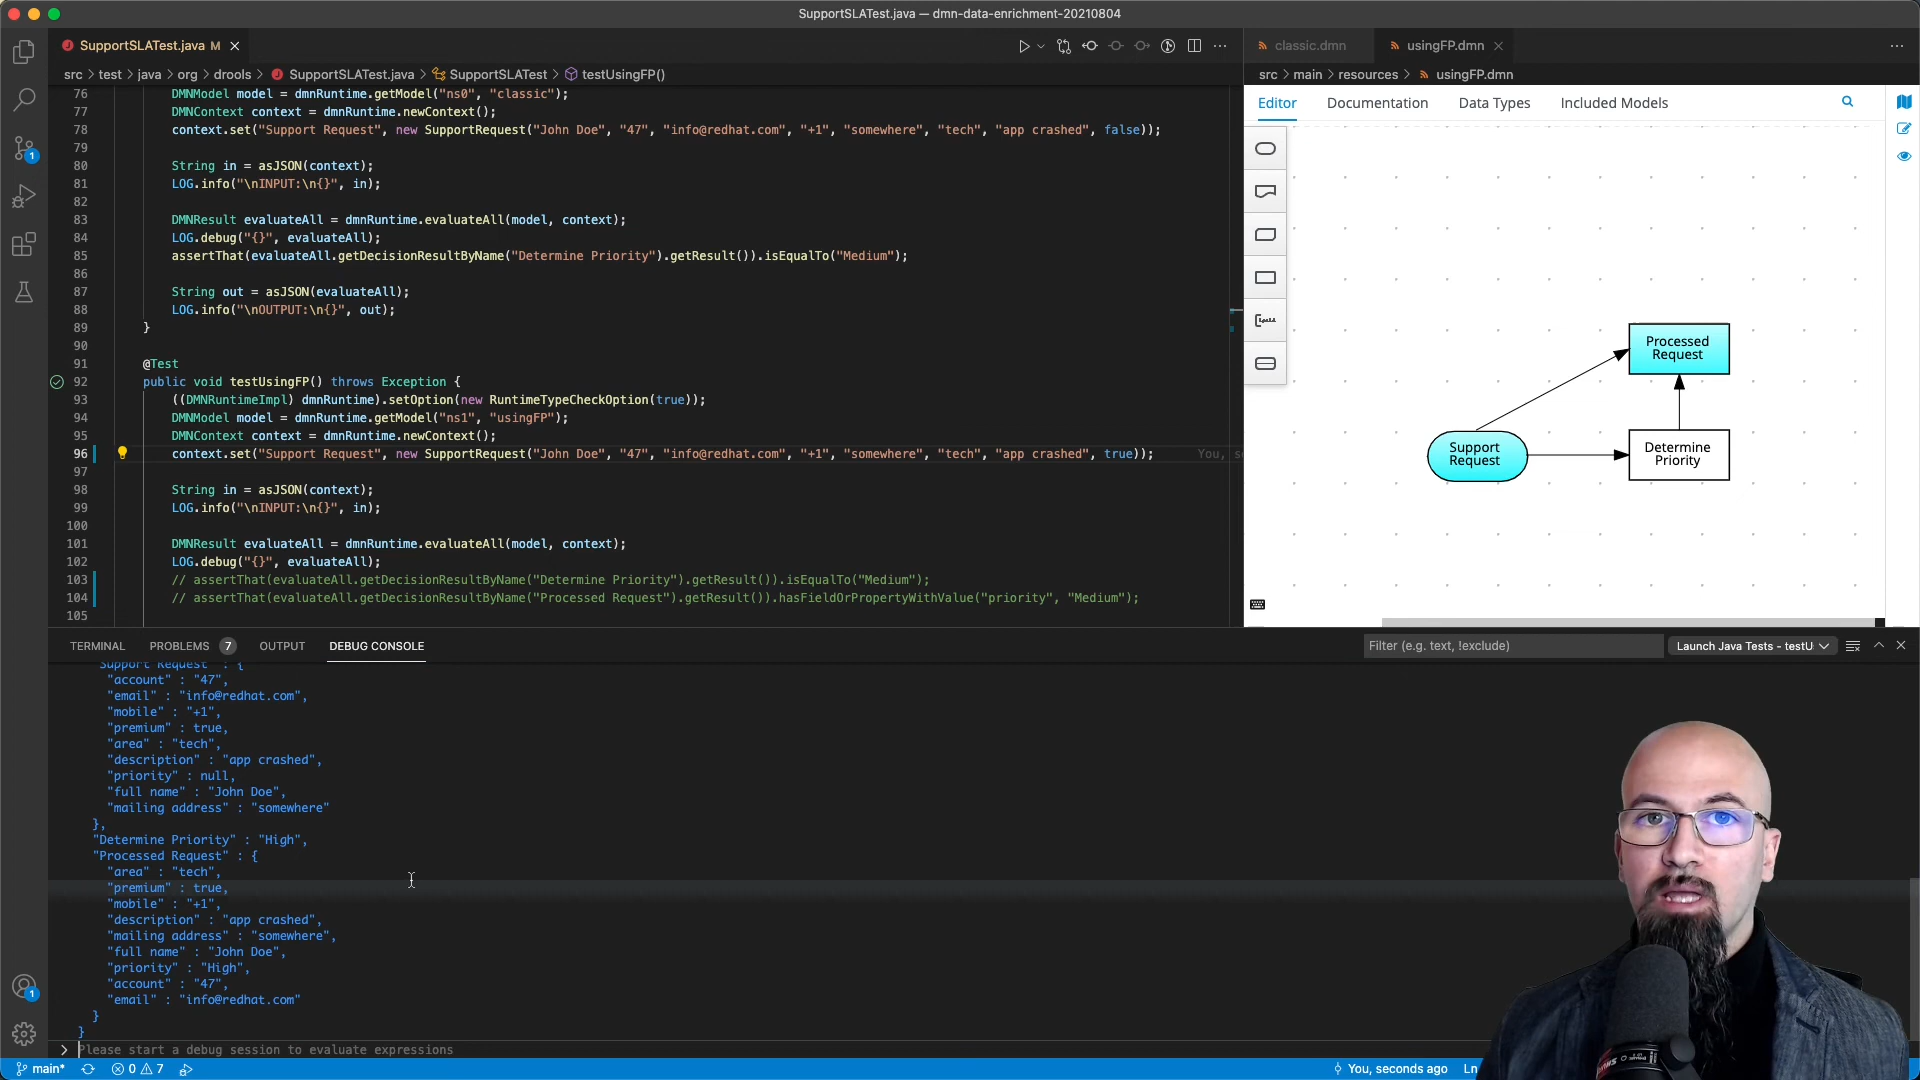 SupportSLATest.java — dmn-data-enrichment-20210804
SupportSLATest.java M
classic.dmn
usingFP.dmn
src > test > java > org > drools > SupportSLATest.java > SupportSLATest > testUsingFP()
src > main > resources > usingFP.dmn
76 DMNModel model = dmnRuntime.getModel("ns0", "classic");
77 DMNContext context = dmnRuntime.newContext();
78 context.set("Support Request", new SupportRequest("John Doe", "47", "info@redhat.com", "+1", "somewhere", "tech", "app crashed", false));
79
80 String in = asJSON(context);
81 LOG.info("\nINPUT:\n{}", in);
82
83 DMNResult evaluateAll = dmnRuntime.evaluateAll(model, context);
84 LOG.debug("{}", evaluateAll);
85 assertThat(evaluateAll.getDecisionResultByName("Determine Priority").getResult()).isEqualTo("Medium");
86
87 String out = asJSON(evaluateAll);
88 LOG.info("\nOUTPUT:\n{}", out);
89 }
90
91 @Test
92 public void testUsingFP() throws Exception {
93 ((DMNRuntimeImpl) dmnRuntime).setOption(new RuntimeTypeCheckOption(true));
94 DMNModel model = dmnRuntime.getModel("ns1", "usingFP");
95 DMNContext context = dmnRuntime.newContext();
96 context.set("Support Request", new SupportRequest("John Doe", "47", "info@redhat.com", "+1", "somewhere", "tech", "app crashed", true)); You,
97
98 String in = asJSON(context);
99 LOG.info("\nINPUT:\n{}", in);
100
101 DMNResult evaluateAll = dmnRuntime.evaluateAll(model, context);
102 LOG.debug("{}", evaluateAll);
103 // assertThat(evaluateAll.getDecisionResultByName("Determine Priority").getResult()).isEqualTo("Medium");
104 // assertThat(evaluateAll.getDecisionResultByName("Processed Request").getResult()).hasFieldOrPropertyWithValue("priority", "Medium");
105
Editor Documentation Data Types Included Models
Processed
Request
Support
Request
Determine
Priority
TERMINAL PROBLEMS 7 OUTPUT DEBUG CONSOLE
Filter (e.g. text, !exclude)
Launch Java Tests - testU
"Support Request" : {
"account" : "47",
"email" : "info@redhat.com",
"mobile" : "+1",
"premium" : true,
"area" : "tech",
"description" : "app crashed",
"priority" : null,
"full name" : "John Doe",
"mailing address" : "somewhere"
},
"Determine Priority" : "High",
"Processed Request" : {
"area" : "tech",
"premium" : true,
"mobile" : "+1",
"description" : "app crashed",
"mailing address" : "somewhere",
"full name" : "John Doe",
"priority" : "High",
"account" : "47",
"email" : "info@redhat.com"
}
}
Please start a debug session to evaluate expressions
1
1
main* 0 7 You, seconds ago Ln